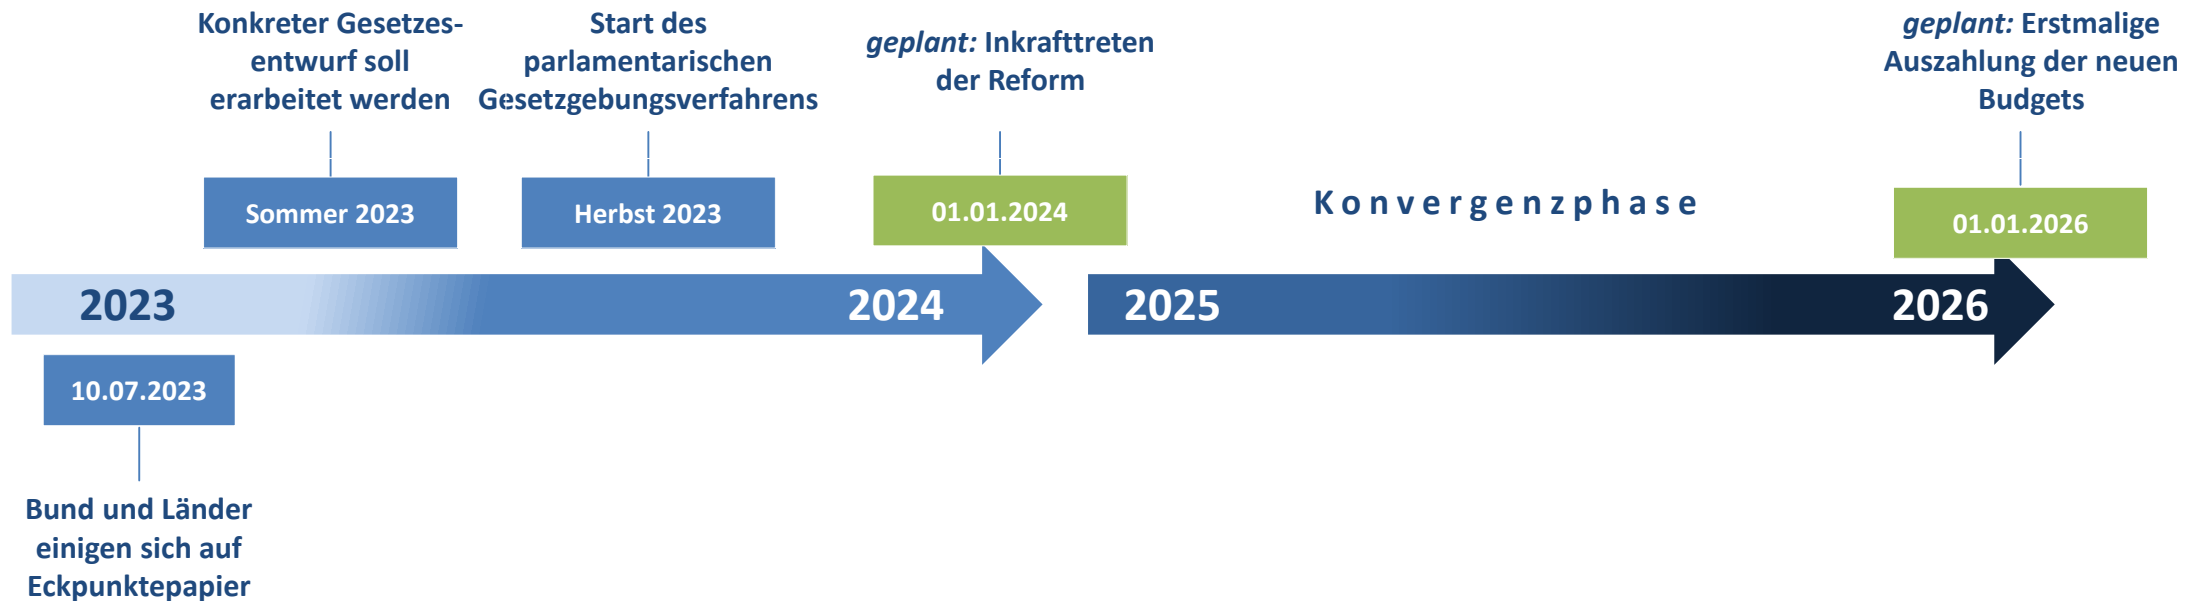 Konkreter Gesetzes-
entwurf soll
erarbeitet werden
Start des
parlamentarischen
Gesetzgebungsverfahrens
geplant: Inkrafttreten
der Reform
geplant: Erstmalige
Auszahlung der neuen
Budgets
Sommer 2023
Herbst 2023
01.01.2024
Konvergenzphase
01.01.2026
2023
2024
2025
2026
10.07.2023
Bund und Länder
einigen sich auf
Eckpunktepapier